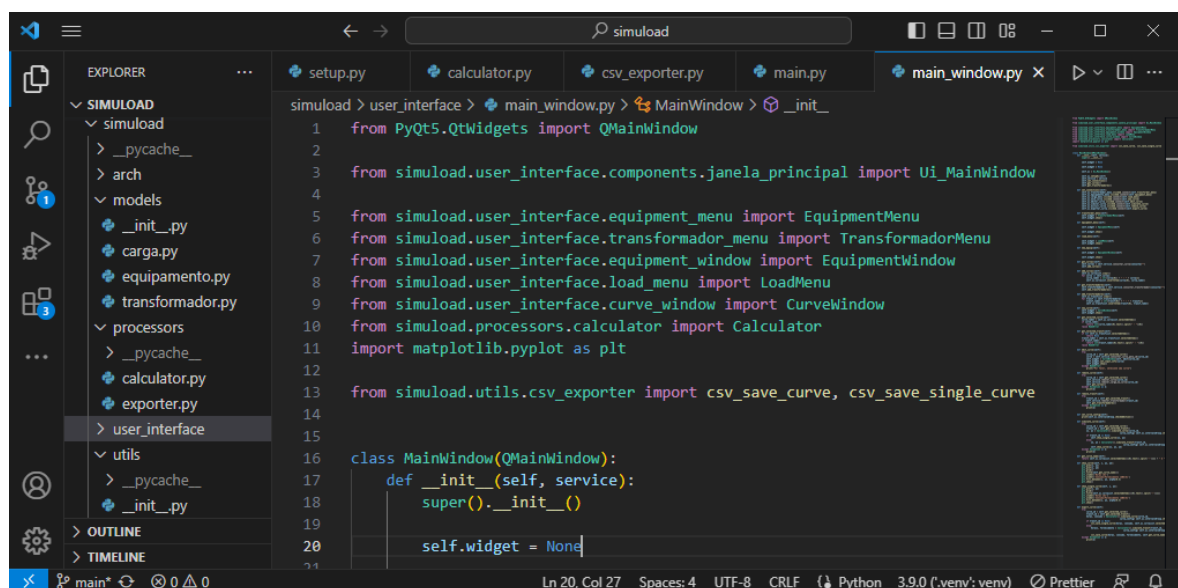 simuload
EXPLORER
setup.py
calculator.py
csv_exporter.py
main.py
main_window.py
simuload > user_interface > main_window.py > MainWindow > __init__
SIMULOAD
simuload
__pycache__
arch
models
__init__.py
carga.py
equipamento.py
transformador.py
processors
__pycache__
calculator.py
exporter.py
user_interface
utils
__pycache__
__init__.py
OUTLINE
TIMELINE
1
3
1 from PyQt5.QtWidgets import QMainWindow
2
3 from simuload.user_interface.components.janela_principal import Ui_MainWindow
4
5 from simuload.user_interface.equipment_menu import EquipmentMenu
6 from simuload.user_interface.transformador_menu import TransformadorMenu
7 from simuload.user_interface.equipment_window import EquipmentWindow
8 from simuload.user_interface.load_menu import LoadMenu
9 from simuload.user_interface.curve_window import CurveWindow
10 from simuload.processors.calculator import Calculator
11 import matplotlib.pyplot as plt
12
13 from simuload.utils.csv_exporter import csv_save_curve, csv_save_single_curve
14
15
16 class MainWindow(QMainWindow):
17 def __init__(self, service):
18 super().__init__()
19
20 self.widget = None
21
main* 0 0 Ln 20, Col 27 Spaces: 4 UTF-8 CRLF Python 3.9.0 ('.venv': venv) Prettier